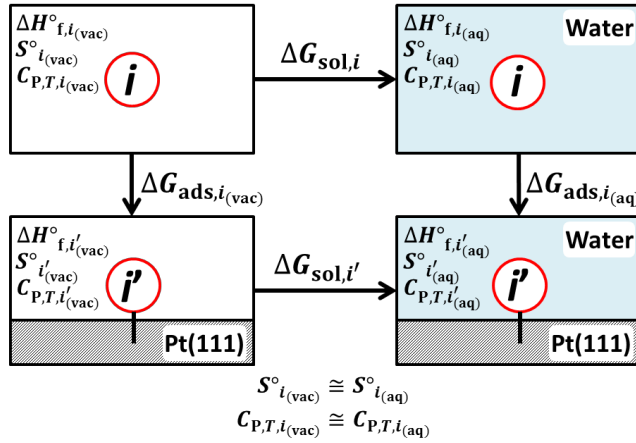 ΔH°f,i(vac)
S°i(vac)
CP,T,i(vac)
i
ΔGsol,i
ΔH°f,i(aq)
S°i(aq)
CP,T,i(aq)
i
Water
ΔGads,i(vac)
ΔGads,i(aq)
ΔH°f,i'(vac)
S°i'(vac)
CP,T,i'(vac)
i'
Pt(111)
ΔGsol,i'
ΔH°f,i'(aq)
S°i'(aq)
CP,T,i'(aq)
i'
Water
Pt(111)
S°i(vac) ≅ S°i(aq)
CP,T,i(vac) ≅ CP,T,i(aq)